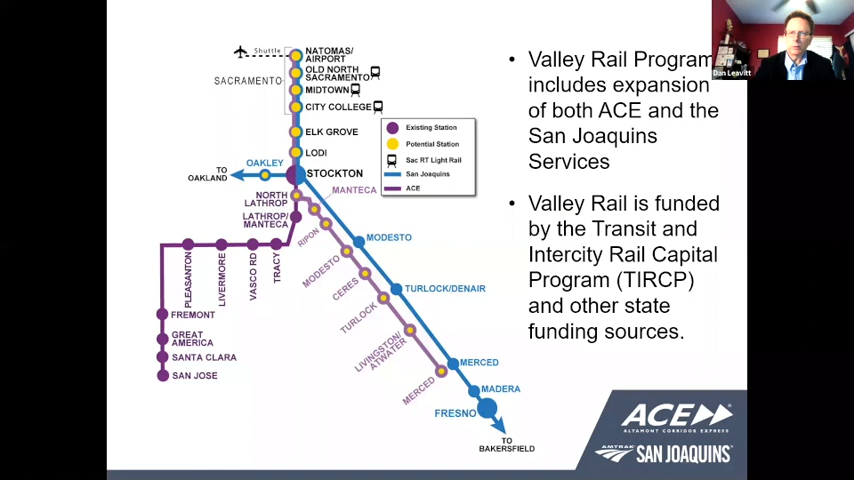 Shuttle
NATOMAS/
AIRPORT
OLD NORTH
SACRAMENTO
SACRAMENTO
MIDTOWN
CITY COLLEGE
ELK GROVE
LODI
Existing Station
Potential Station
Sac RT Light Rail
San Joaquins
ACE
TO
OAKLAND
OAKLEY
STOCKTON
NORTH
LATHROP
MANTECA
LATHROP/
MANTECA
RIPON
MODESTO
MODESTO
PLEASANTON
LIVERMORE
VASCO RD
TRACY
CERES
TURLOCK/DENAIR
TURLOCK
FREMONT
GREAT
AMERICA
SANTA CLARA
SAN JOSE
LIVINGSTON/
ATWATER
MERCED
MERCED
MADERA
FRESNO
TO
BAKERSFIELD
• Valley Rail Program
includes expansion
of both ACE and the
San Joaquins
Services
• Valley Rail is funded
by the Transit and
Intercity Rail Capital
Program (TIRCP)
and other state
funding sources.
Dan Leavitt
ACE
ALTAMONT CORRIDOR EXPRESS
AMTRAK
SAN JOAQUINS